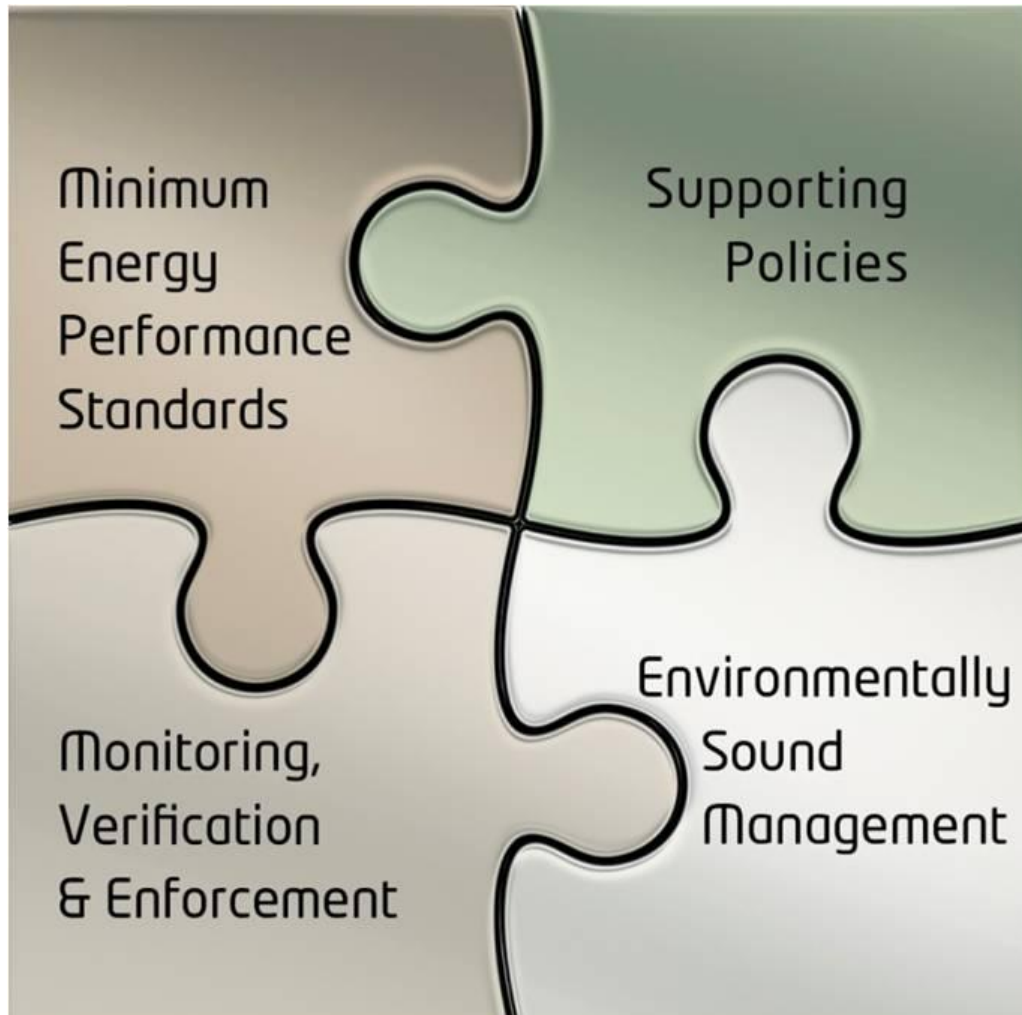 Minimum
Energy
Performance
Standards
Supporting
Policies
Monitoring,
Verification
& Enforcement
Environmentally
Sound
Management